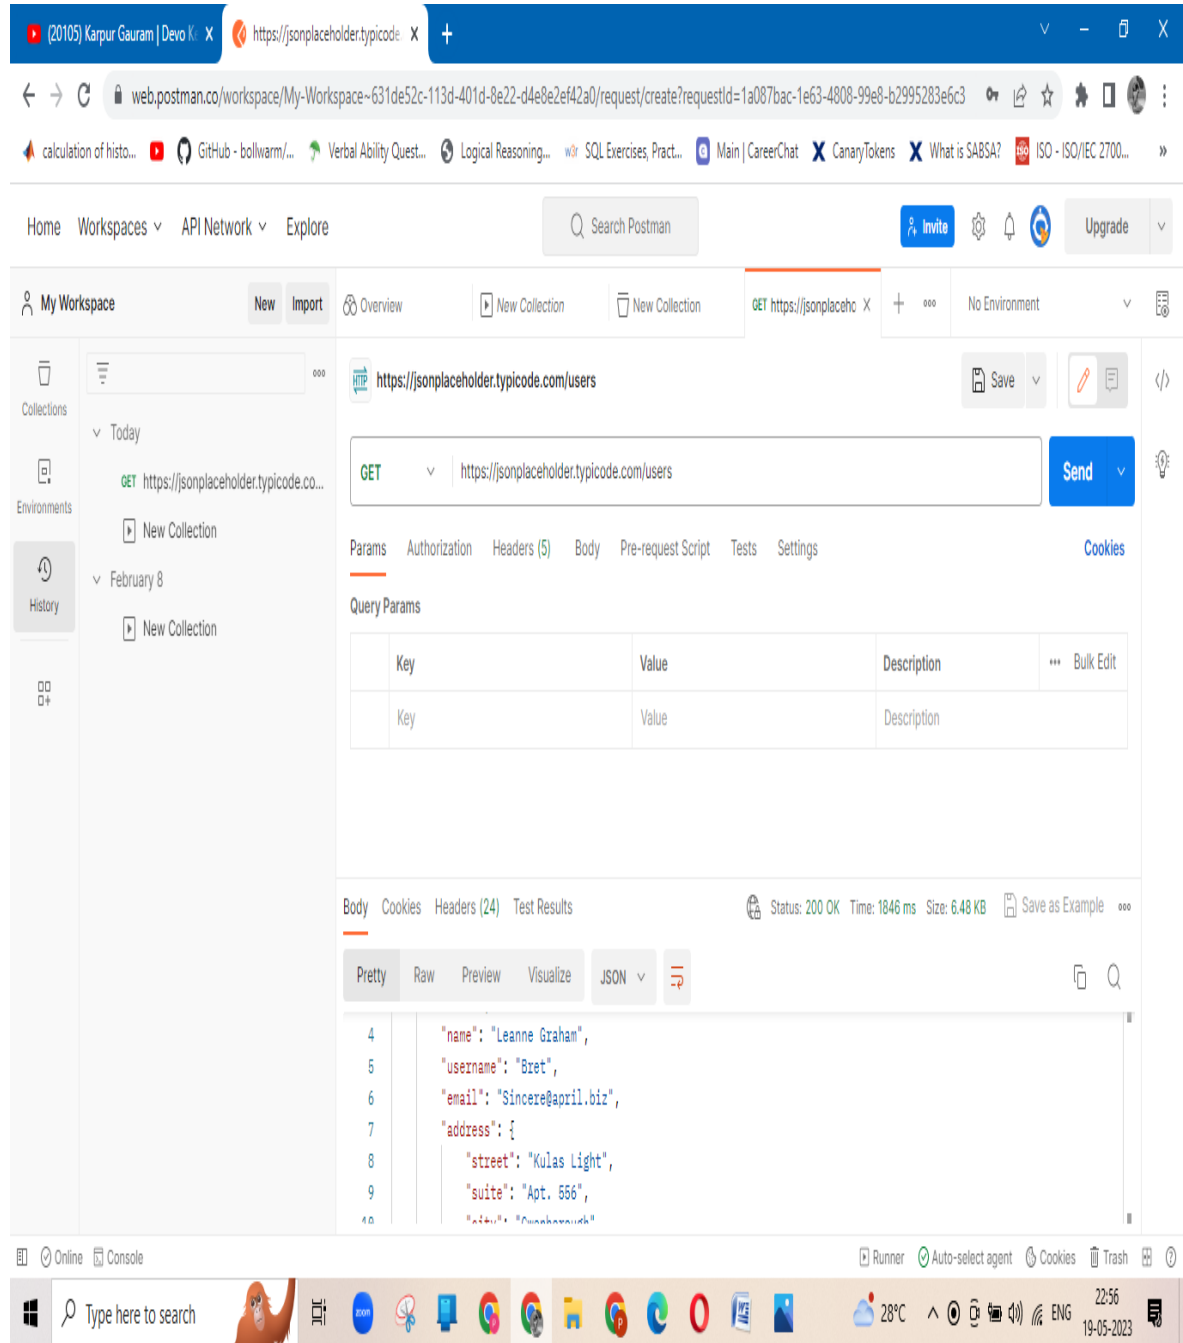 (20105) Karpur Gauram | Devo Ke
https://jsonplaceholder.typicode.
web.postman.co/workspace/My-Workspace~631de52c-113d-401d-8e22-d4e8e2ef42a0/request/create?requestId=1a087bac-1e63-4808-99e8-b2995283e6c3
calculation of histo... GitHub - bollwarm/... Verbal Ability Quest... Logical Reasoning... w3r SQL Exercises, Pract... Main | CareerChat CanaryTokens What is SABSA? ISO ISO - ISO/IEC 2700... »
Home Workspaces API Network Explore Search Postman Invite Upgrade
My Workspace New Import Overview New Collection New Collection GET https://jsonplaceho No Environment
Collections
Environments
History
Today
GET https://jsonplaceholder.typicode.co...
New Collection
February 8
New Collection
HTTP https://jsonplaceholder.typicode.com/users Save
GET https://jsonplaceholder.typicode.com/users Send
Params Authorization Headers (5) Body Pre-request Script Tests Settings Cookies
Query Params
Key Value Description Bulk Edit
Key Value Description
Body Cookies Headers (24) Test Results Status: 200 OK Time: 1846 ms Size: 6.48 KB Save as Example
Pretty Raw Preview Visualize JSON
4 "name": "Leanne Graham",
5 "username": "Bret",
6 "email": "Sincere@april.biz",
7 "address": {
8 "street": "Kulas Light",
9 "suite": "Apt. 556",
10 "city": "Gwenborough"
Online Console Runner Auto-select agent Cookies Trash
Type here to search zoom 28°C ENG 22:56
19-05-2023